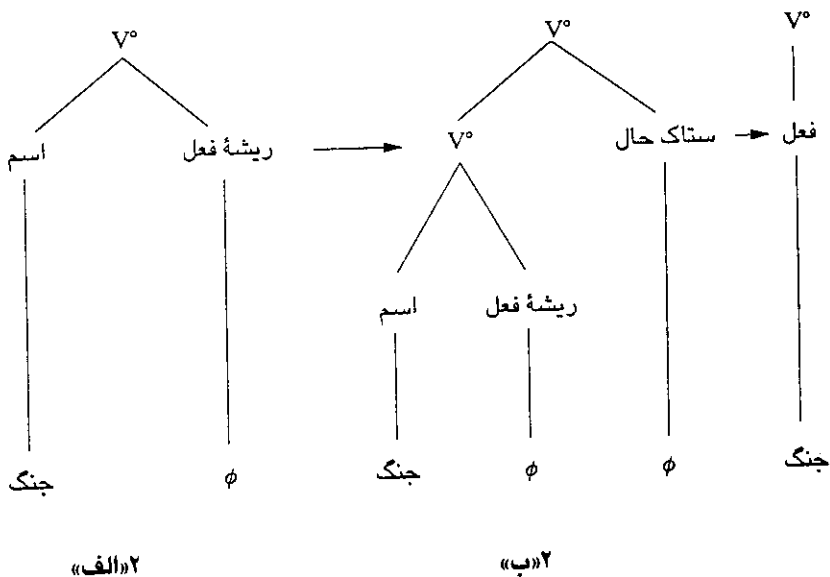 V° V° V°
اسم ریشهٔ فعل V° ستاک حال فعل
اسم ریشهٔ فعل
جنگ φ جنگ φ φ جنگ
۲«الف» ۲«ب»